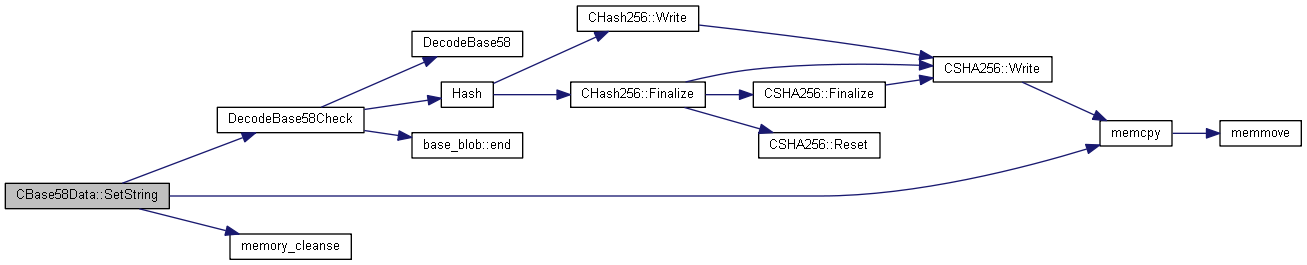 CHash256::Write
DecodeBase58
CSHA256::Write
Hash
CHash256::Finalize
CSHA256::Finalize
DecodeBase58Check
memcpy
memmove
base_blob::end
CSHA256::Reset
CBase58Data::SetString
memory_cleanse